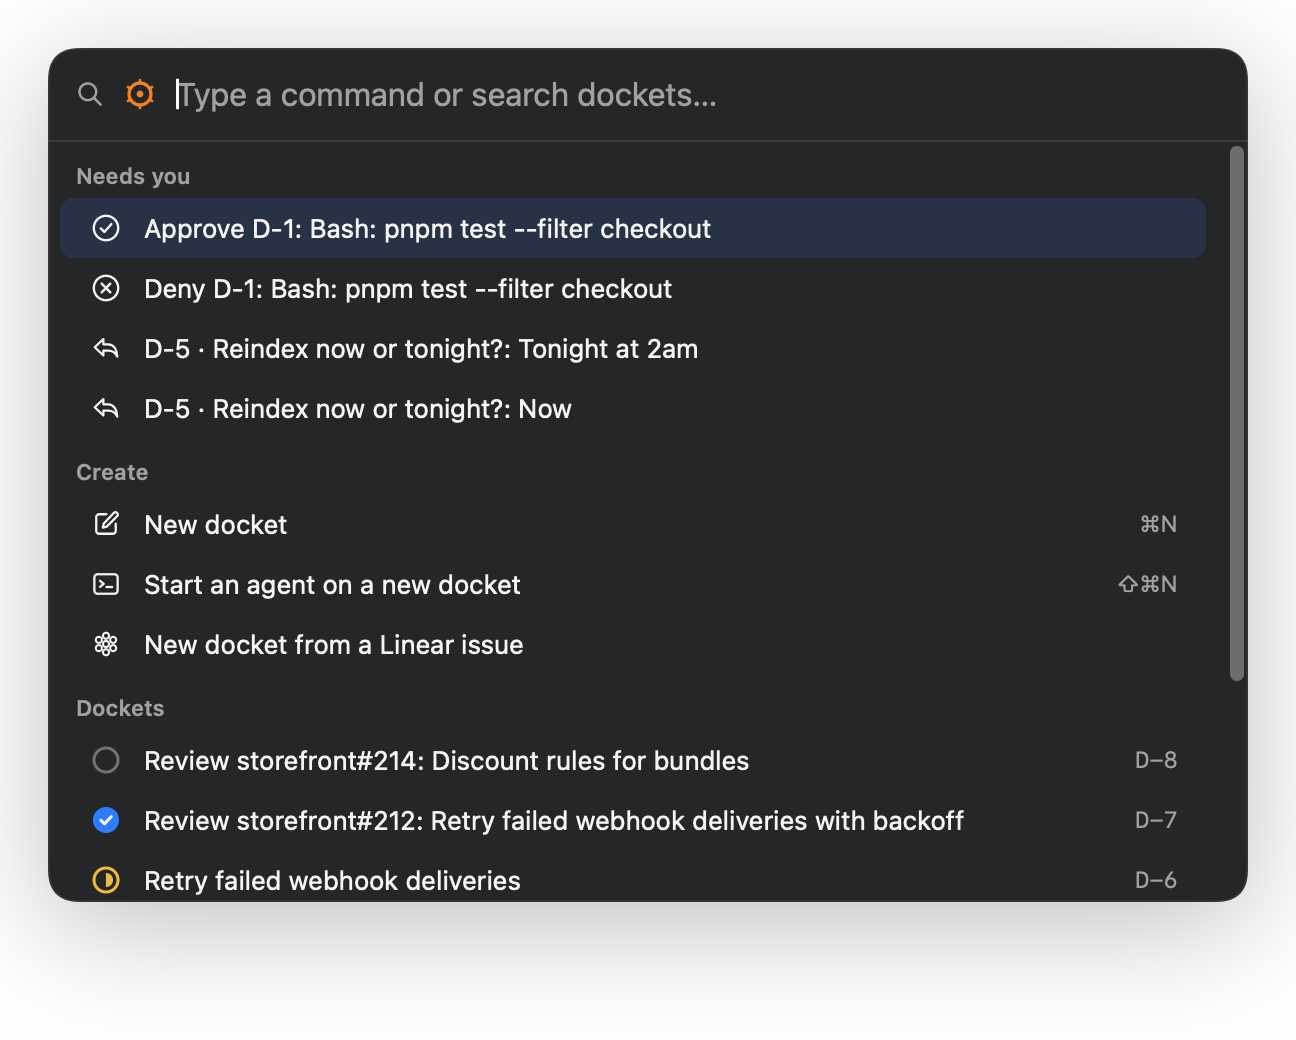 Type a command or search dockets...
Needs you
Approve D-1: Bash: pnpm test --filter checkout
Deny D-1: Bash: pnpm test --filter checkout
D-5 · Reindex now or tonight?: Tonight at 2am
D-5 · Reindex now or tonight?: Now
Create
New docket ⌘N
Start an agent on a new docket ⇧⌘N
New docket from a Linear issue
Dockets
Review storefront#214: Discount rules for bundles D–8
Review storefront#212: Retry failed webhook deliveries with backoff D–7
Retry failed webhook deliveries D–6